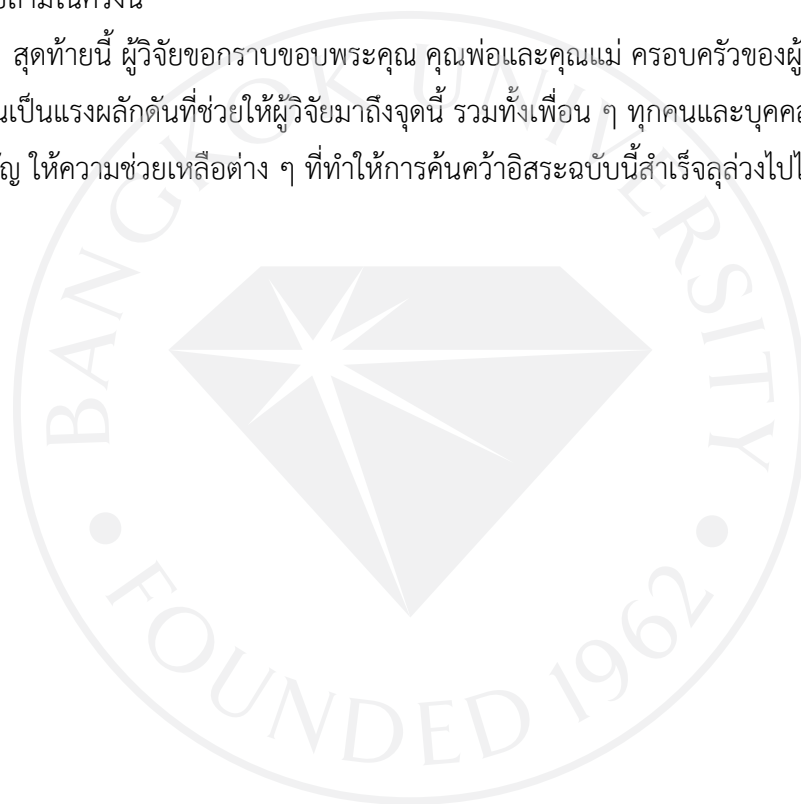 สุดท้ายนี้ ผู้วิจัยขอกราบขอบพระคุณ คุณพ่อและคุณแม่ ครอบครัวของผู้
เป็นแรงผลักดันที่ช่วยให้ผู้วิจัยมาถึงจุดนี้ รวมทั้งเพื่อน ๆ ทุกคนและบุคคล
ให้ความช่วยเหลือต่าง ๆ ที่ทำให้การค้นคว้าอิสระฉบับนี้สำเร็จลุล่วงไป
BANGKOK UNIVERSITY
FOUNDED 1962